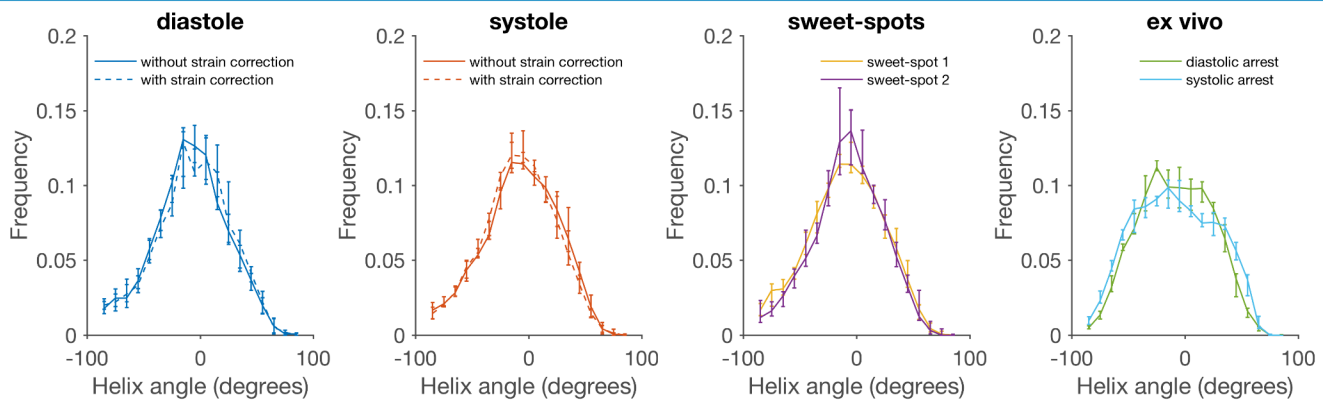 diastole
0.2
without strain correction
with strain correction
0.15
0.1
0.05
0
-100
0
100
Frequency
Helix angle (degrees)
systole
0.2
without strain correction
with strain correction
0.15
0.1
0.05
0
-100
0
100
Frequency
Helix angle (degrees)
sweet-spots
0.2
sweet-spot 1
sweet-spot 2
0.15
0.1
0.05
0
-100
0
100
Frequency
Helix angle (degrees)
ex vivo
0.2
diastolic arrest
systolic arrest
0.15
0.1
0.05
0
-100
0
100
Frequency
Helix angle (degrees)